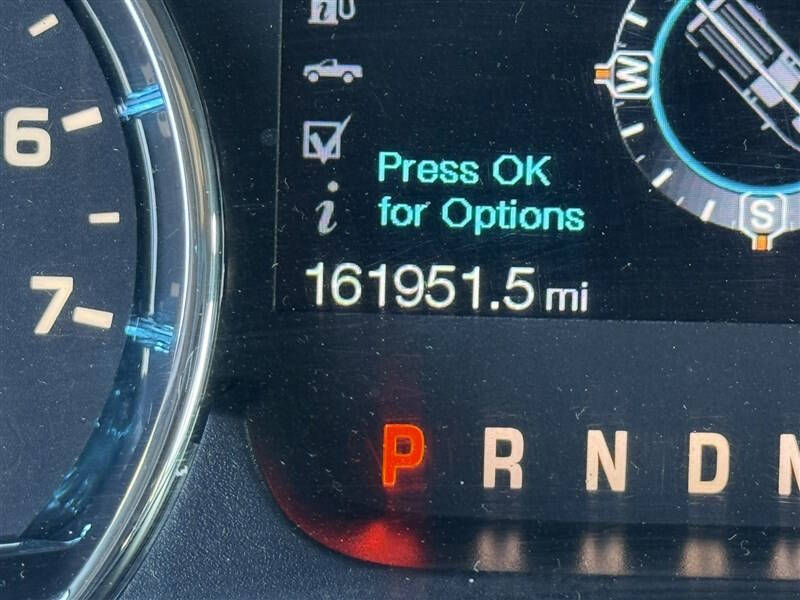 6
7
W
S
Press OK
for Options
161951.5 mi
P R N D M